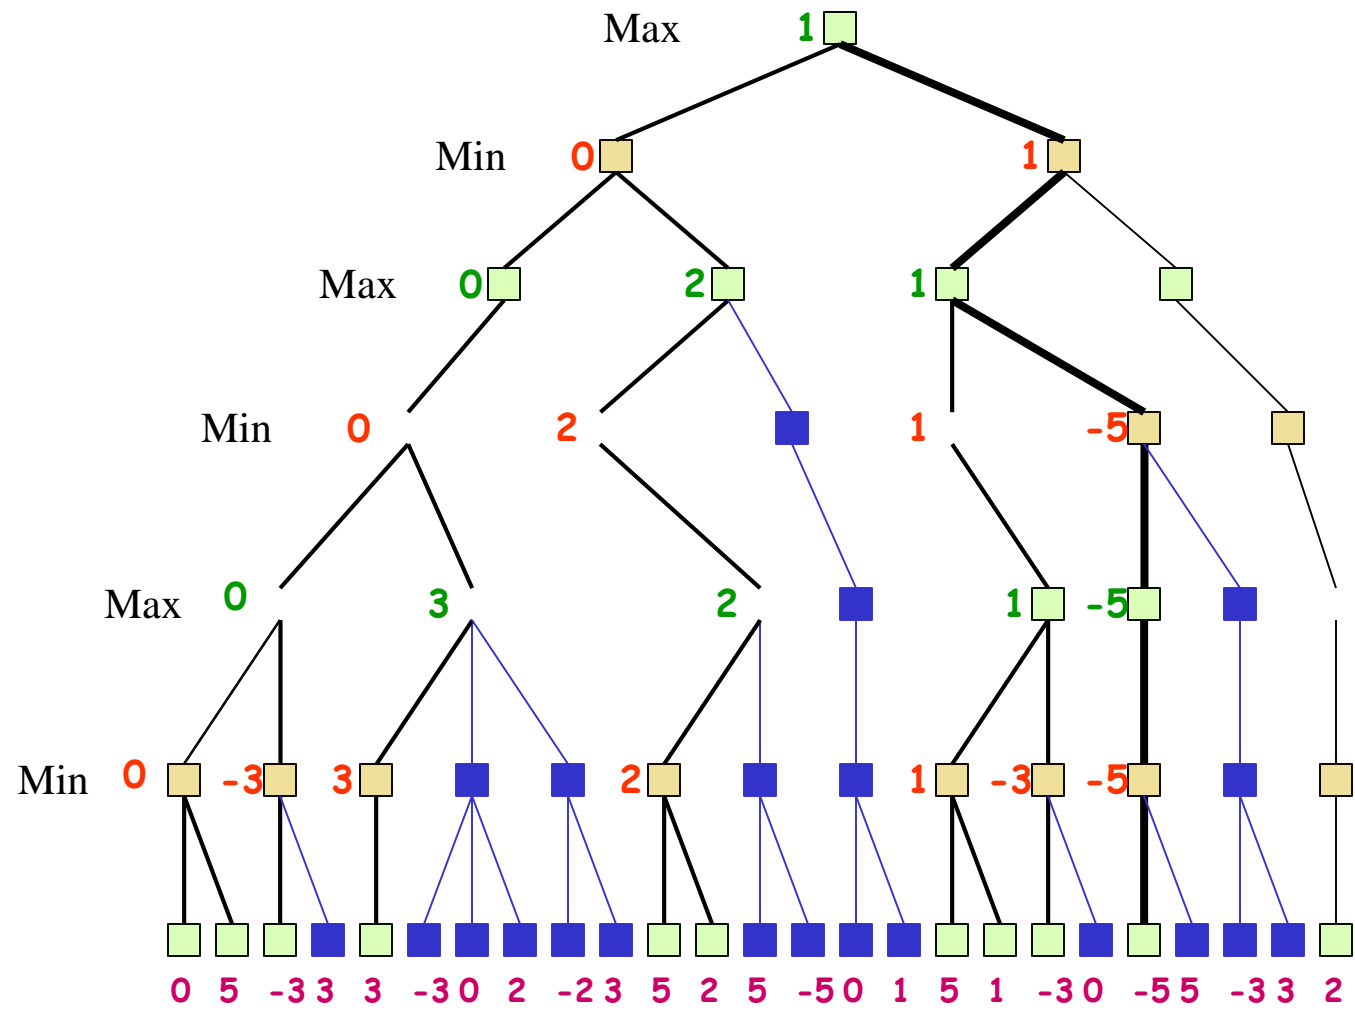 Max 1
Min 0 1
Max 0 2 1
Min 0 2 1 -5
Max 0 3 2 1 -5
Min 0 -3 3 2 1 -3 -5
0 5 -3 3 3 -3 0 2 -2 3 5 2 5 -5 0 1 5 1 -3 0 -5 5 -3 3 2